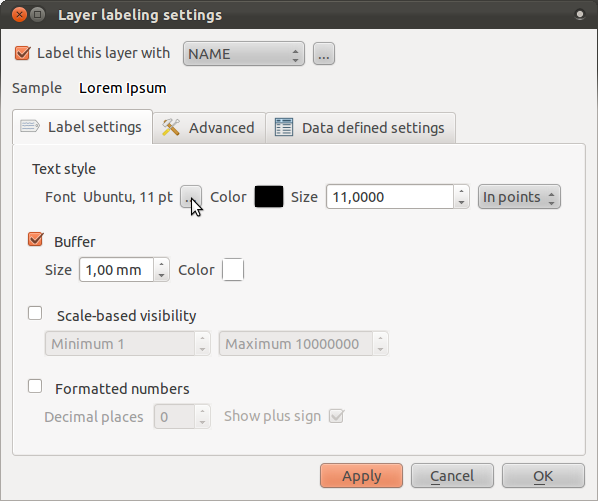 Layer labeling settings
Label this layer with NAME ...
Sample Lorem Ipsum
Label settings Advanced Data defined settings
Text style
Font Ubuntu, 11 pt ... Color Size 11,0000 In points
Buffer
Size 1,00 mm Color
Scale-based visibility
Minimum 1 Maximum 10000000
Formatted numbers
Decimal places 0 Show plus sign
Apply Cancel OK